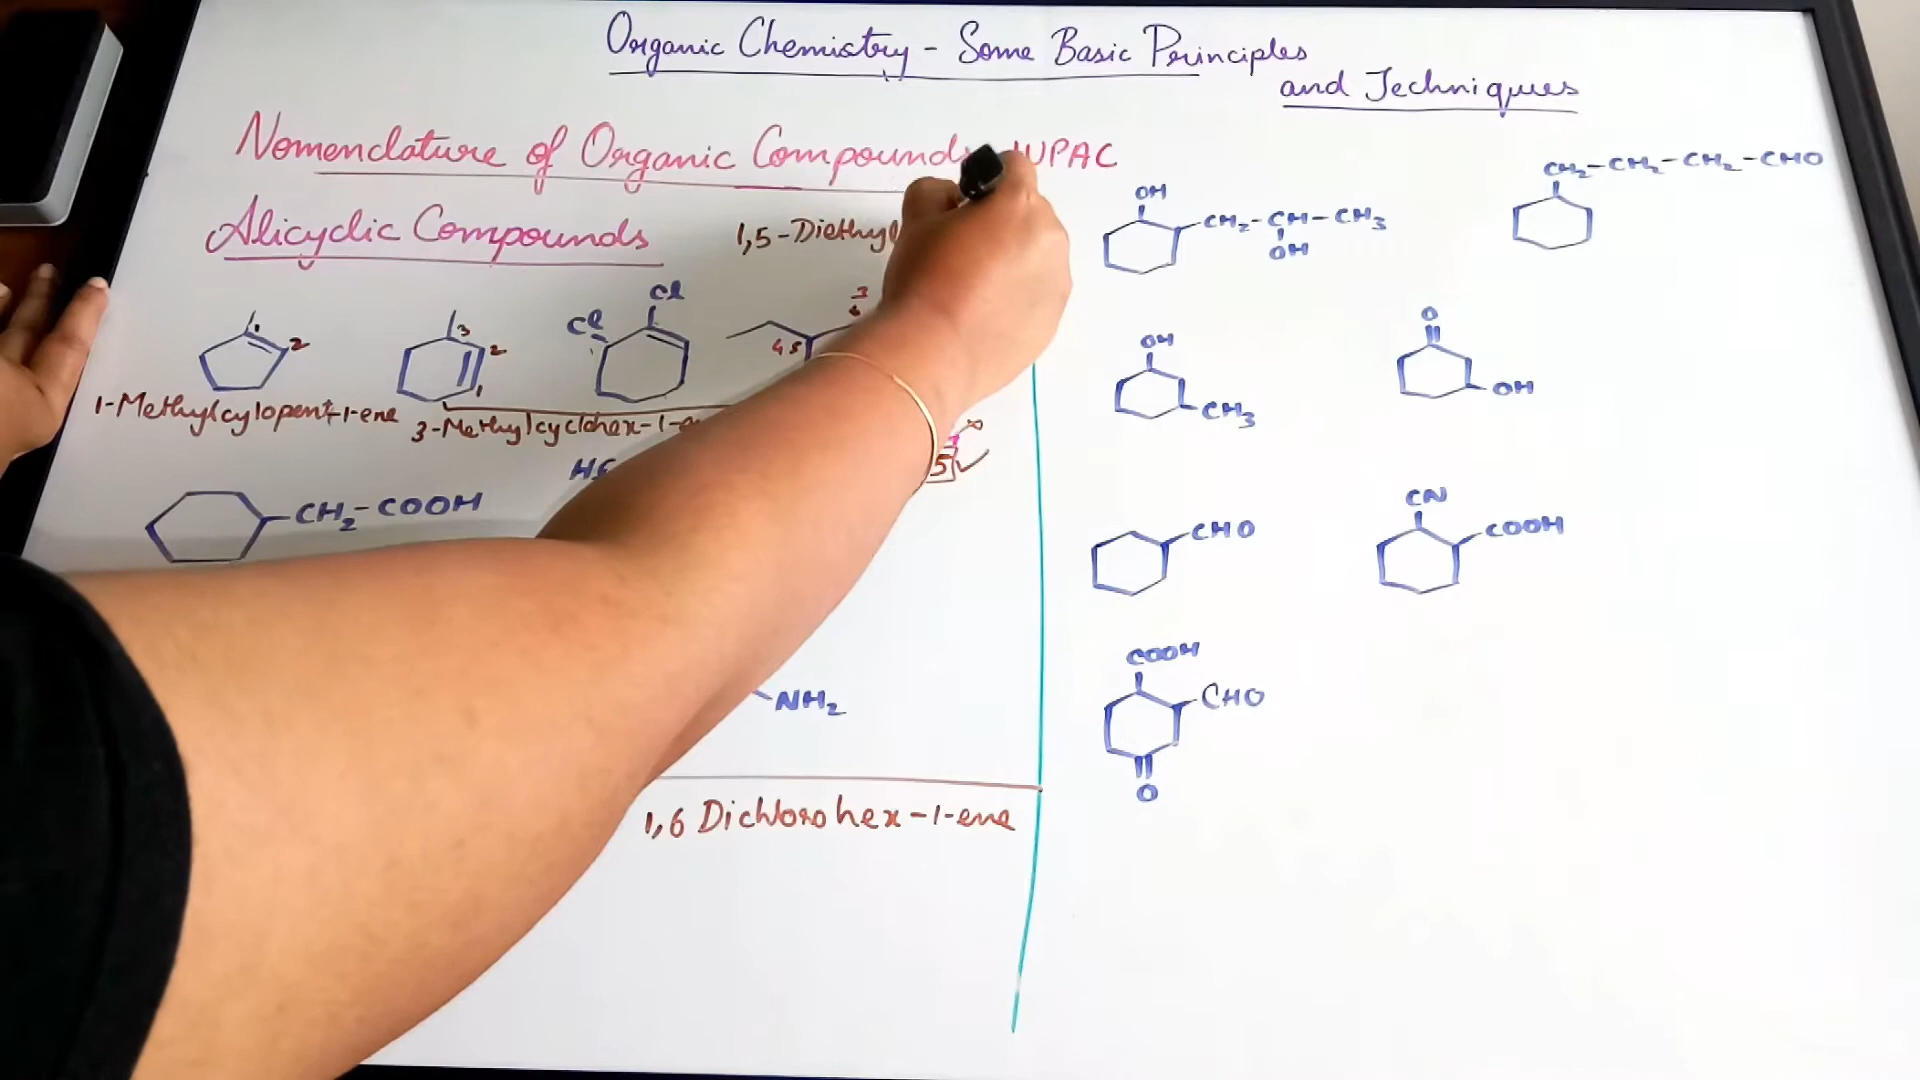 Organic Chemistry - Some Basic Principles
and Techniques
Nomenclature of Organic Compounds IUPAC
Alicyclic Compounds
1,5-Diethyl
Cl
Cl
2
3
2
1
3
4 5
1-Methylcylopent-1-ene
3-Methylcyclohex-1-
5
CH2-COOH
NH2
1,6 Dichlorohex-1-ene
OH
CH2-CH-CH3
OH
CH2-CH2-CH2-CHO
OH
CH3
O
OH
CHO
CN
COOH
COOH
CHO
O